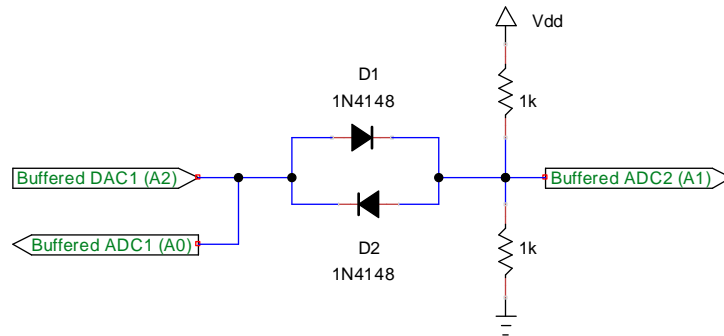 Vdd
D1
1N4148
1k
Buffered DAC1 (A2)
Buffered ADC2 (A1)
Buffered ADC1 (A0)
D2
1N4148
1k